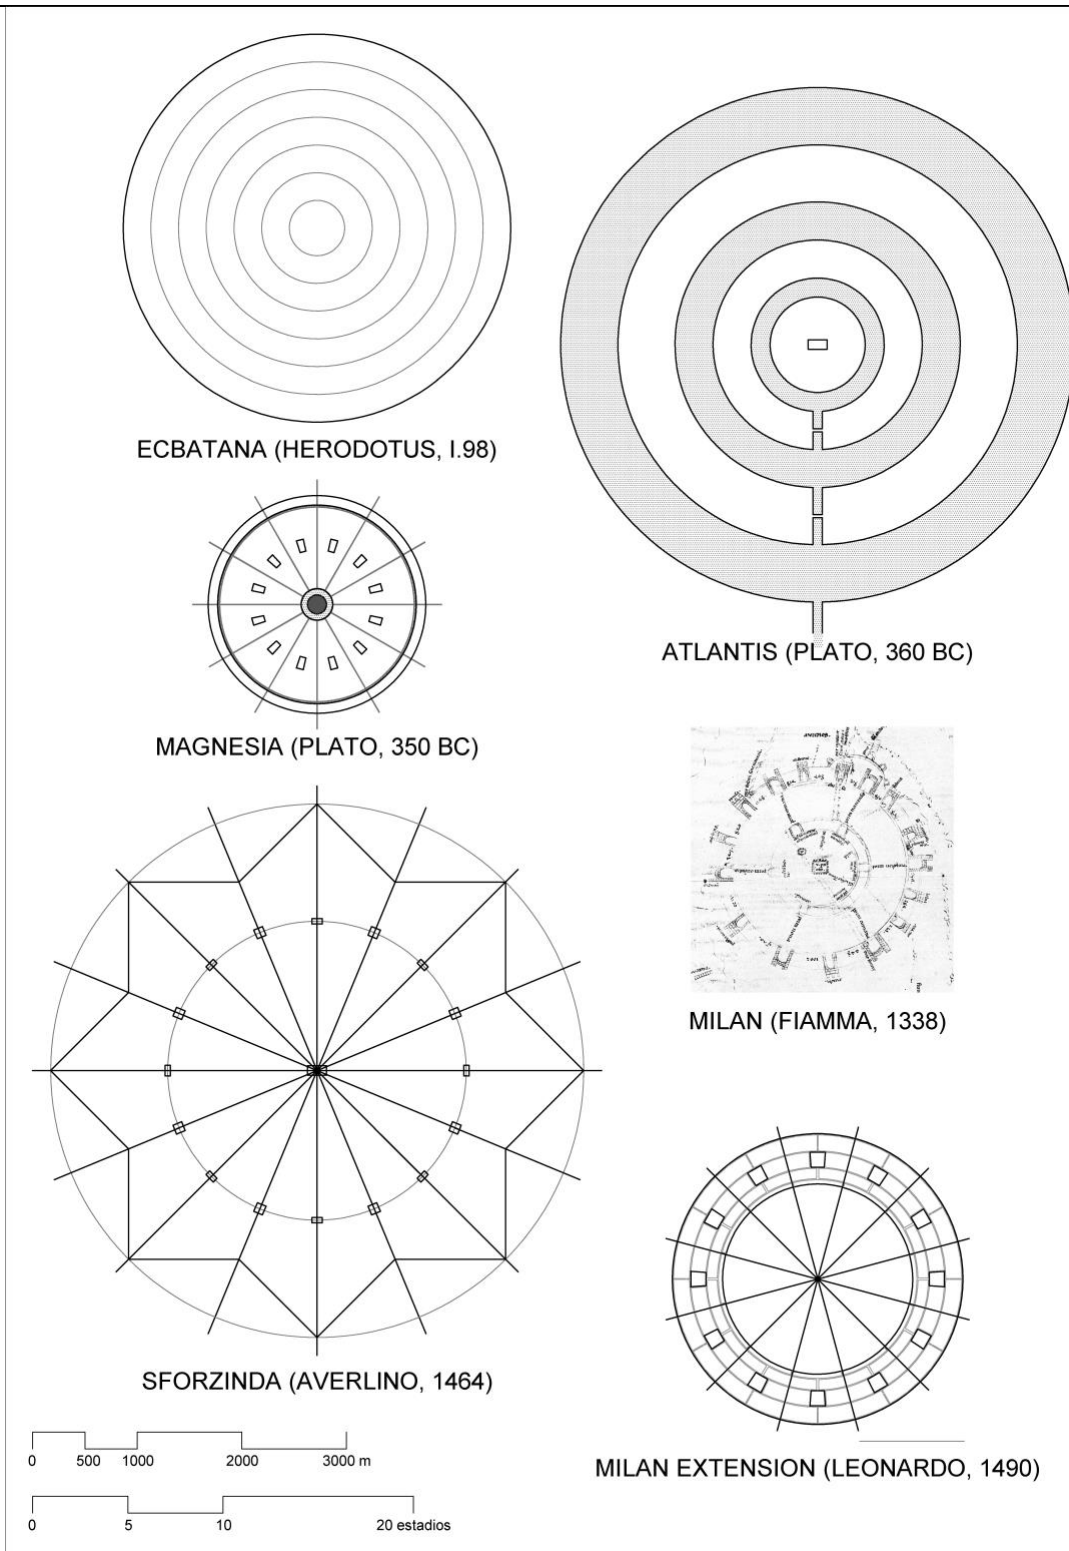 ECBATANA (HERODOTUS, I.98)
ATLANTIS (PLATO, 360 BC)
MAGNESIA (PLATO, 350 BC)
MILAN (FIAMMA, 1338)
SFORZINDA (AVERLINO, 1464)
MILAN EXTENSION (LEONARDO, 1490)
0 500 1000 2000 3000 m
0 5 10 20 estadios